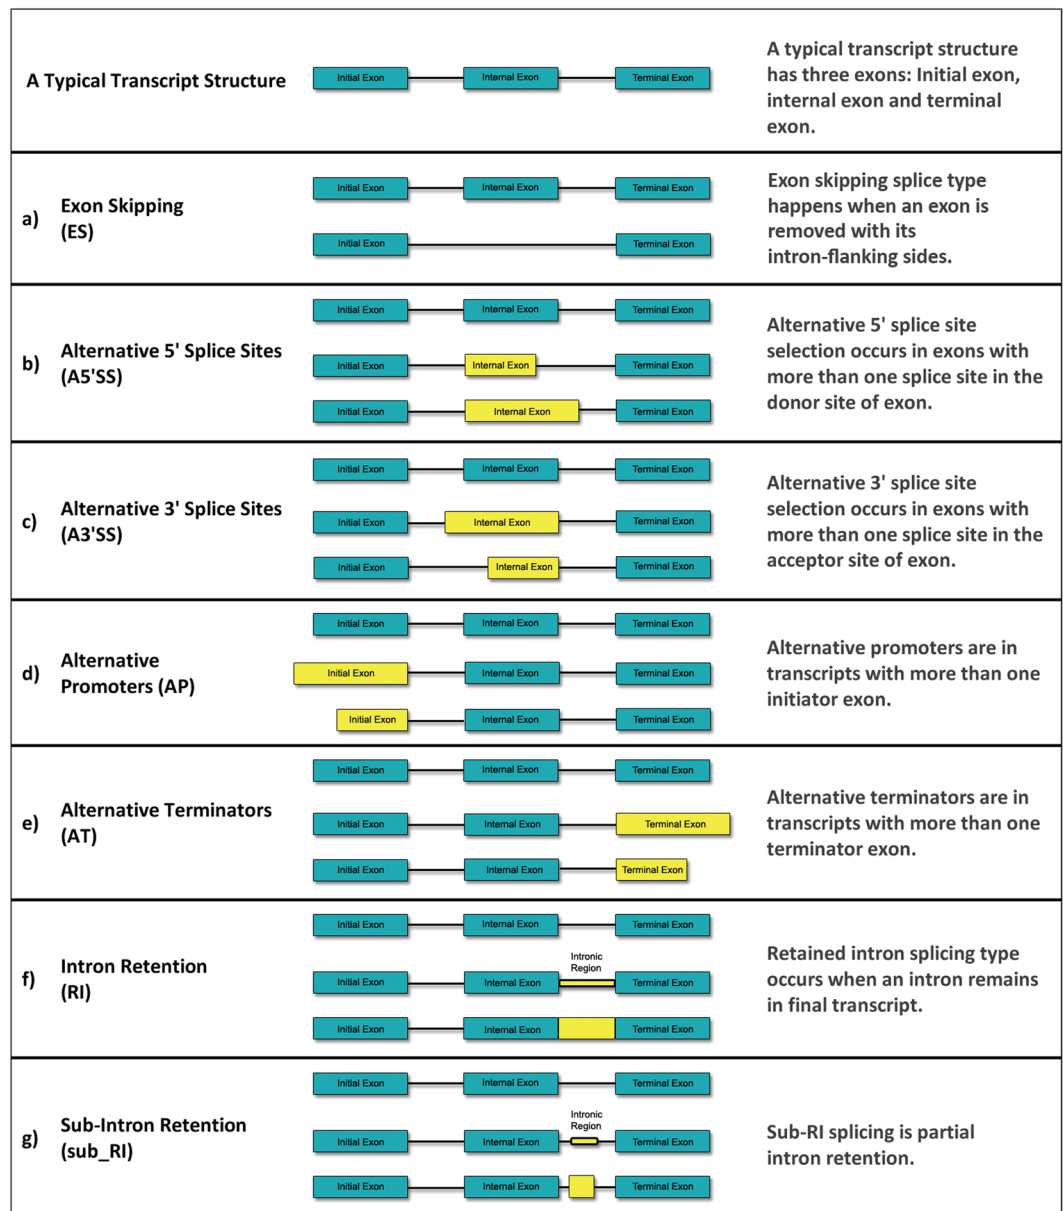 A Typical Transcript Structure
Initial Exon
Internal Exon
Terminal Exon
A typical transcript structure
has three exons: Initial exon,
internal exon and terminal
exon.
a)
Exon Skipping
(ES)
Initial Exon
Internal Exon
Terminal Exon
Initial Exon
Terminal Exon
Exon skipping splice type
happens when an exon is
removed with its
intron-flanking sides.
b)
Alternative 5' Splice Sites
(A5'SS)
Initial Exon
Internal Exon
Terminal Exon
Initial Exon
Internal Exon
Terminal Exon
Initial Exon
Internal Exon
Terminal Exon
Alternative 5' splice site
selection occurs in exons with
more than one splice site in the
donor site of exon.
c)
Alternative 3' Splice Sites
(A3'SS)
Initial Exon
Internal Exon
Terminal Exon
Initial Exon
Internal Exon
Terminal Exon
Initial Exon
Internal Exon
Terminal Exon
Alternative 3' splice site
selection occurs in exons with
more than one splice site in the
acceptor site of exon.
d)
Alternative
Promoters (AP)
Initial Exon
Internal Exon
Terminal Exon
Initial Exon
Internal Exon
Terminal Exon
Initial Exon
Internal Exon
Terminal Exon
Alternative promoters are in
transcripts with more than one
initiator exon.
e)
Alternative Terminators
(AT)
Initial Exon
Internal Exon
Terminal Exon
Initial Exon
Internal Exon
Terminal Exon
Initial Exon
Internal Exon
Terminal Exon
Alternative terminators are in
transcripts with more than one
terminator exon.
f)
Intron Retention
(RI)
Initial Exon
Internal Exon
Terminal Exon
Intronic
Region
Initial Exon
Internal Exon
Terminal Exon
Initial Exon
Internal Exon
Terminal Exon
Retained intron splicing type
occurs when an intron remains
in final transcript.
g)
Sub-Intron Retention
(sub_RI)
Initial Exon
Internal Exon
Terminal Exon
Intronic
Region
Initial Exon
Internal Exon
Terminal Exon
Initial Exon
Internal Exon
Terminal Exon
Sub-RI splicing is partial
intron retention.